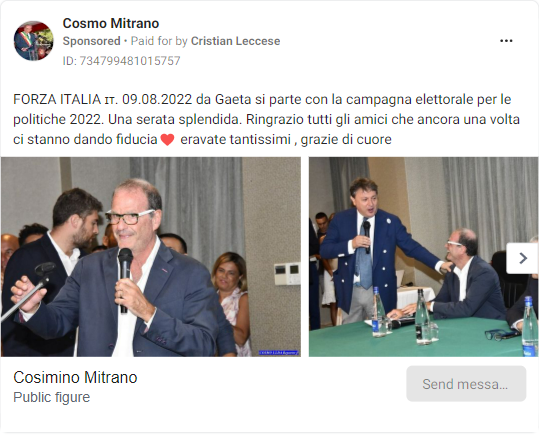 Cosmo Mitrano
Sponsored • Paid for by Cristian Leccese
ID: 734799481015757
FORZA ITALIA ɪᴛ. 09.08.2022 da Gaeta si parte con la campagna elettorale per le
politiche 2022. Una serata splendida. Ringrazio tutti gli amici che ancora una volta
ci stanno dando fiducia❤️ eravate tantissimi , grazie di cuore
Cosimino Mitrano
Public figure
Send messa...